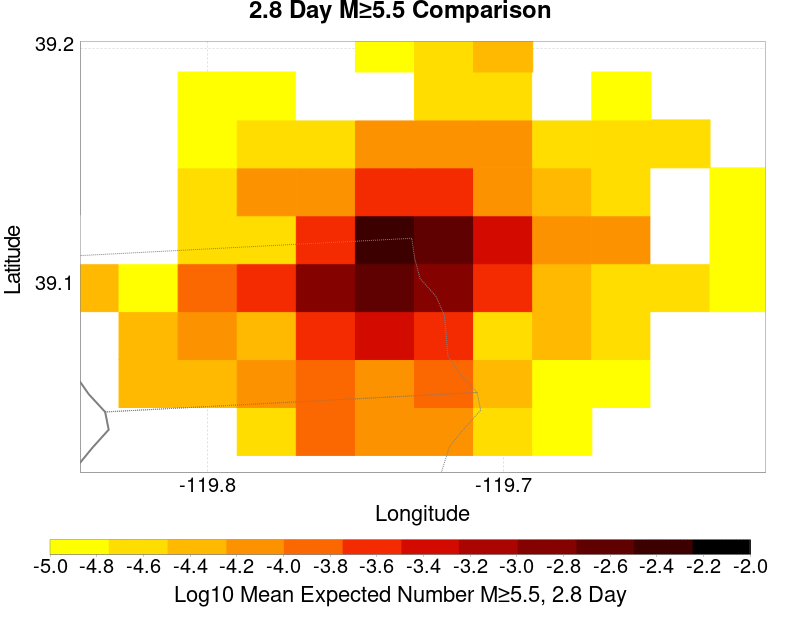 2.8 Day M≥5.5 Comparison
39.2
39.1
Latitude
-119.8 -119.7
Longitude
-5.0 -4.8 -4.6 -4.4 -4.2 -4.0 -3.8 -3.6 -3.4 -3.2 -3.0 -2.8 -2.6 -2.4 -2.2 -2.0
Log10 Mean Expected Number M≥5.5, 2.8 Day